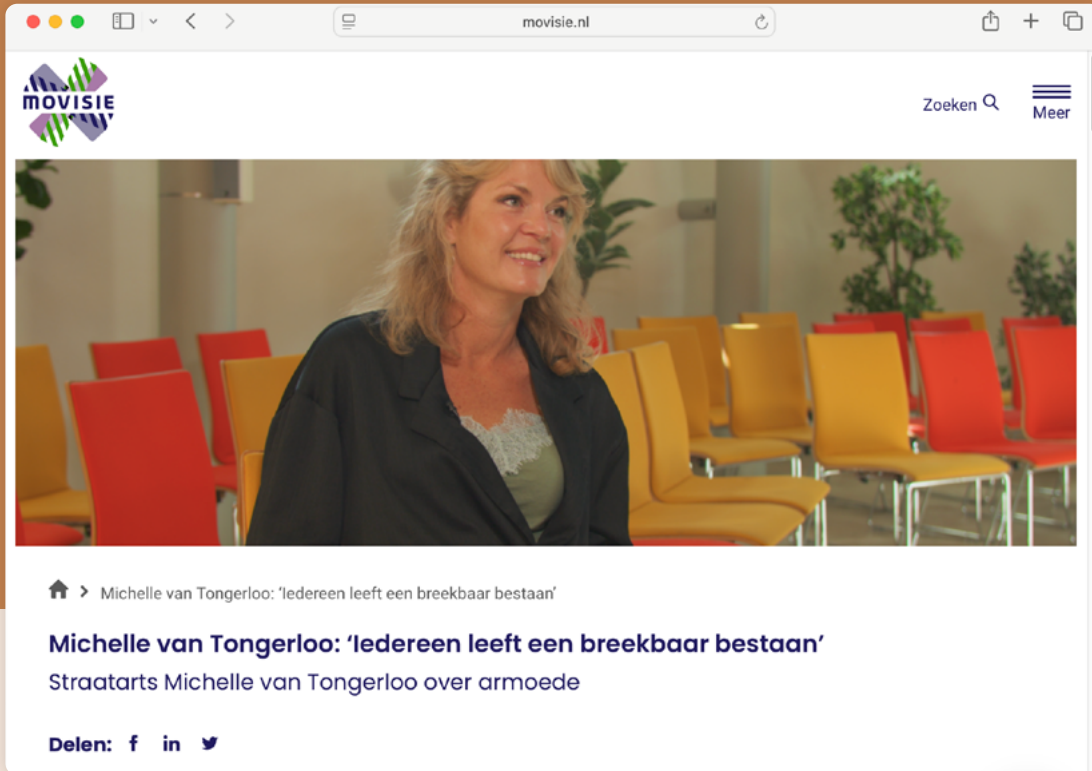 movisie.nl
MOVISIE
Zoeken
Meer
Michelle van Tongerloo: ‘Iedereen leeft een breekbaar bestaan’
Michelle van Tongerloo: ‘Iedereen leeft een breekbaar bestaan’
Straatarts Michelle van Tongerloo over armoede
Delen: f in